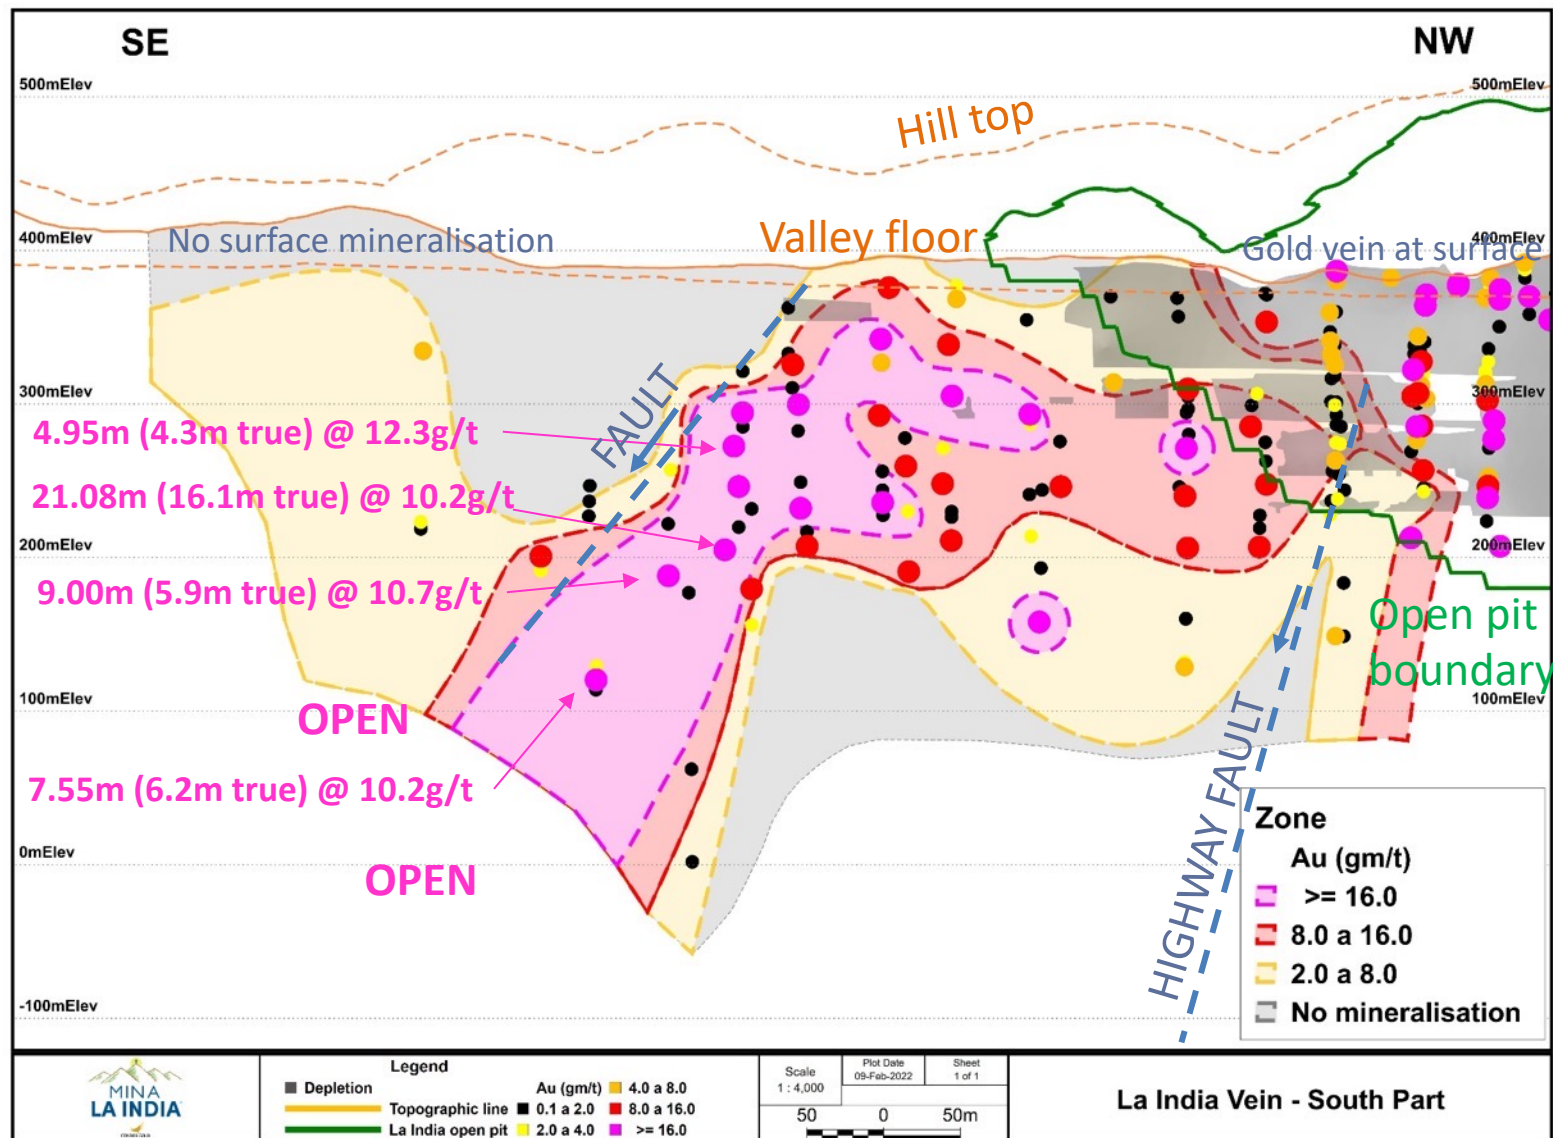 SE
NW
500mElev
500mElev
Hill top
400mElev
400mElev
No surface mineralisation
Valley floor
Gold vein at surface
300mElev
300mElev
FAULT
4.95m (4.3m true) @ 12.3g/t
21.08m (16.1m true) @ 10.2g/t
200mElev
200mElev
9.00m (5.9m true) @ 10.7g/t
Open pit
boundary
100mElev
100mElev
OPEN
7.55m (6.2m true) @ 10.2g/t
HIGHWAY FAULT
0mElev
OPEN
-100mElev
Zone
Au (gm/t)
>= 16.0
8.0 a 16.0
2.0 a 8.0
No mineralisation
MINA
LA INDIA
Legend
Depletion
Topographic line
La India open pit
Au (gm/t)
0.1 a 2.0
2.0 a 4.0
4.0 a 8.0
8.0 a 16.0
>= 16.0
Scale
1 : 4,000
Plot Date
09-Feb-2022
Sheet
1 of 1
50 0 50m
La India Vein - South Part